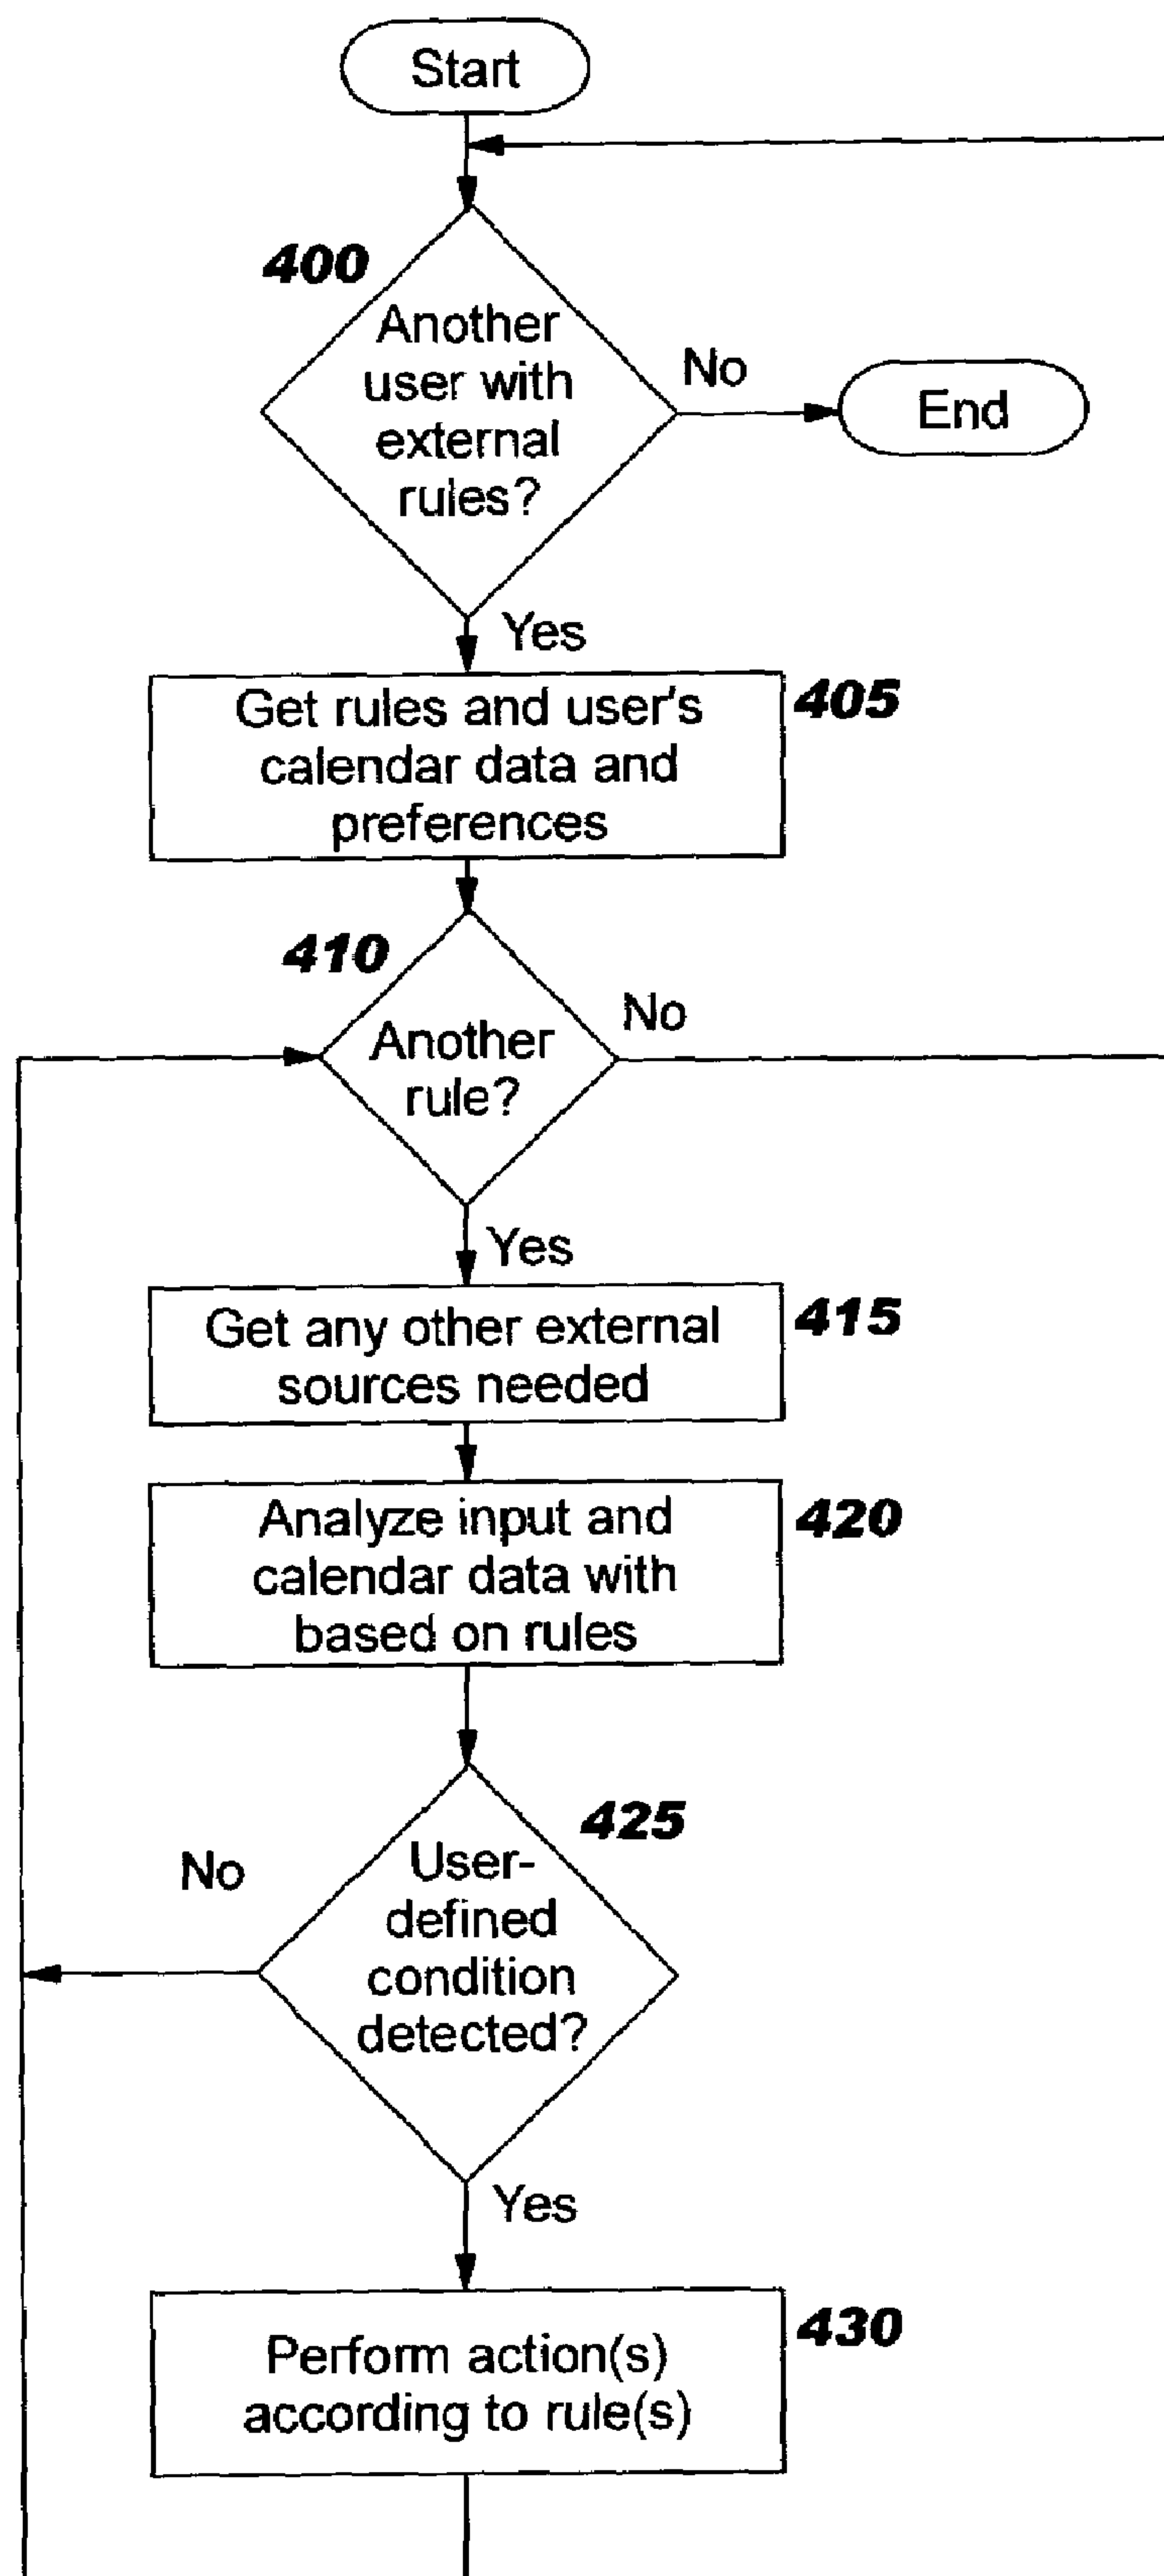 Start
400
Another
user with
external
rules?
No
End
Yes
Get rules and user's
calendar data and
preferences
405
410
Another
rule?
No
Yes
Get any other external
sources needed
415
Analyze input and
calendar data with
based on rules
420
425
No
User-
defined
condition
detected?
Yes
Perform action(s)
according to rule(s)
430